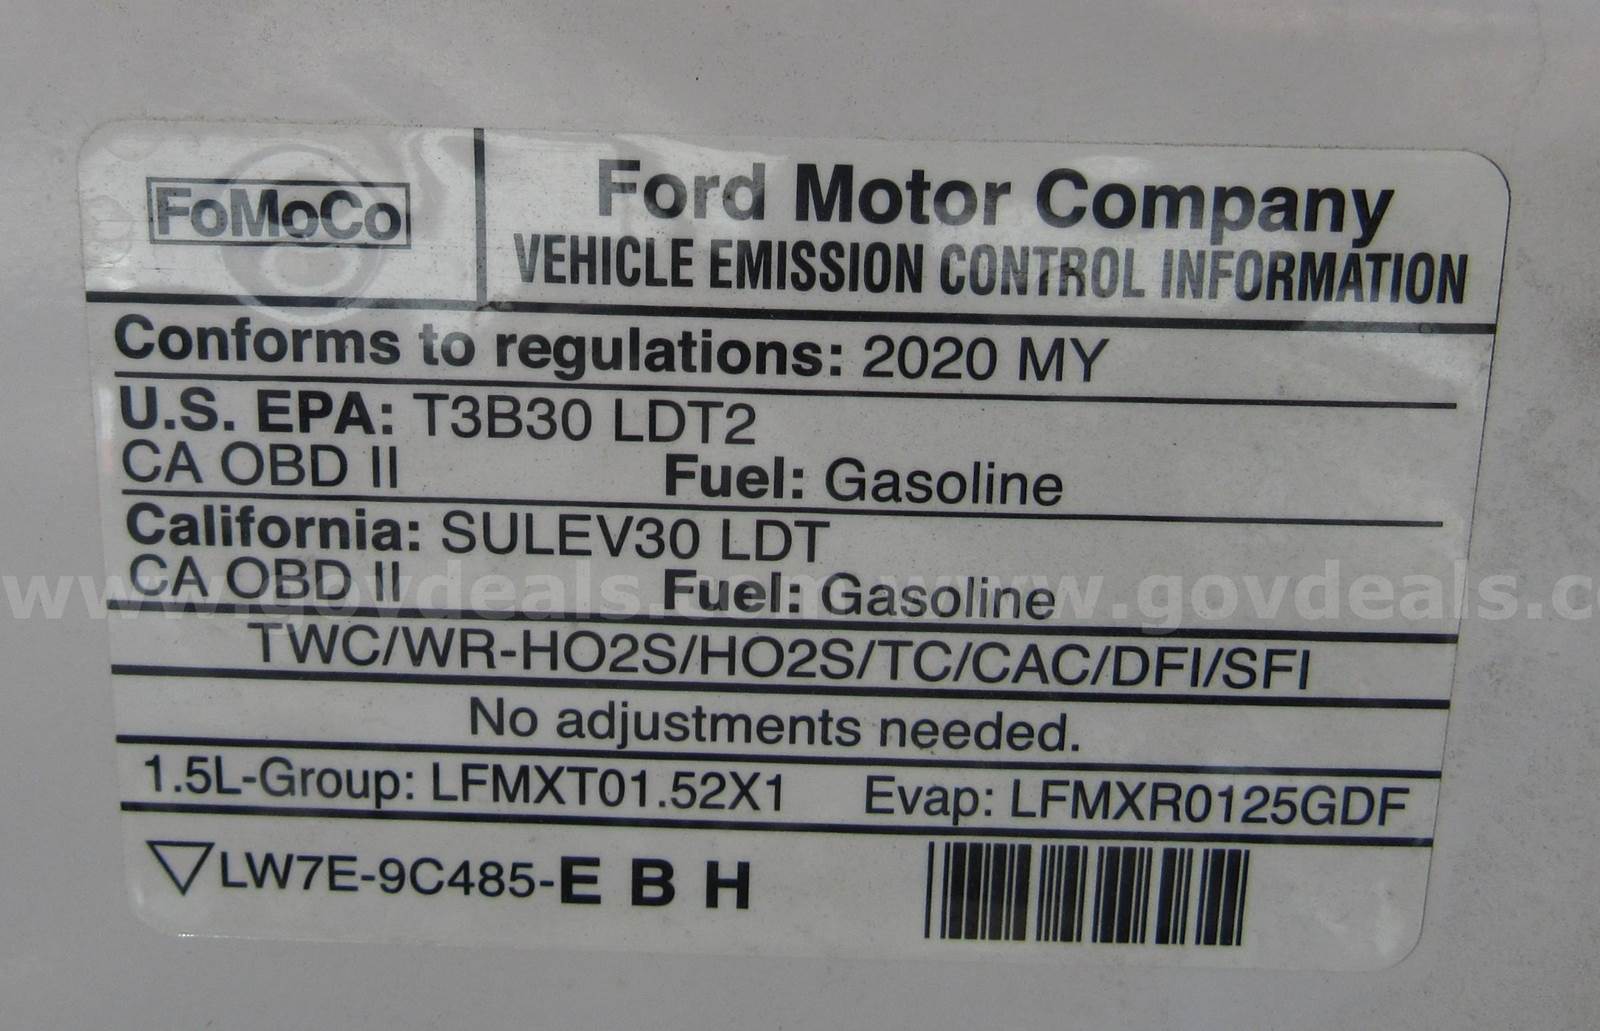 FoMoCo
Ford Motor Company
VEHICLE EMISSION CONTROL INFORMATION
Conforms to regulations: 2020 MY
U.S. EPA: T3B30 LDT2
CA OBD II Fuel: Gasoline
California: SULEV30 LDT
CA OBD II Fuel: Gasoline
www.govdeals.com www.govdeals.c
TWC/WR-HO2S/HO2S/TC/CAC/DFI/SFI
No adjustments needed.
1.5L-Group: LFMXT01.52X1 Evap: LFMXR0125GDF
LW7E-9C485-E B H